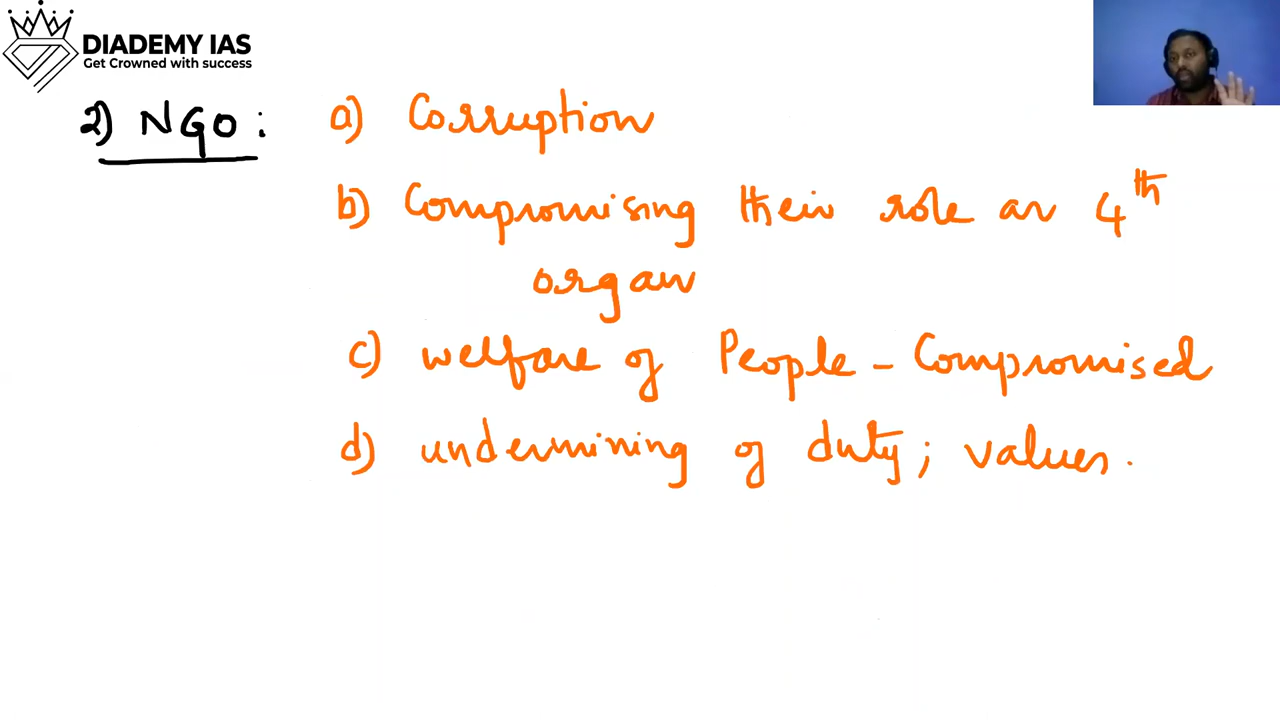 DIADEMY IAS
Get Crowned with success
2) NGO: a) Corruption
b) Compromising their role as 4th
organ
c) welfare of People - Compromised
d) undermining of duty; values.